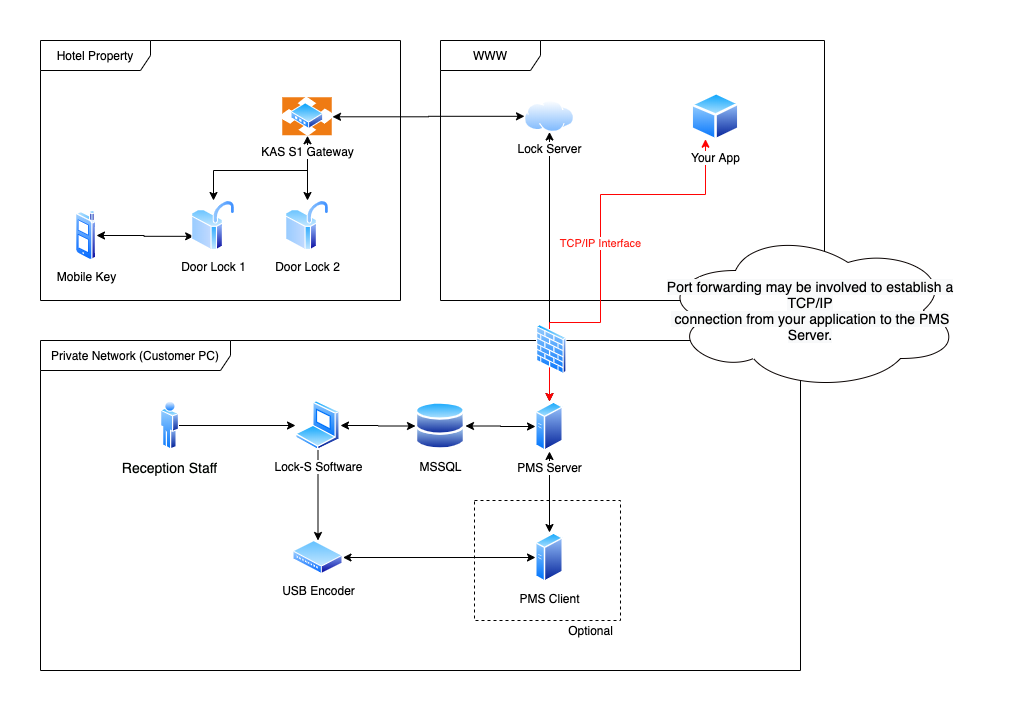 Hotel Property
WWW
KAS S1 Gateway
Lock Server
Your App
Mobile Key
Door Lock 1
Door Lock 2
TCP/IP Interface
Port forwarding may be involved to establish a
TCP/IP
connection from your application to the PMS
Server.
Private Network (Customer PC)
Reception Staff
Lock-S Software
MSSQL
PMS Server
USB Encoder
PMS Client
Optional